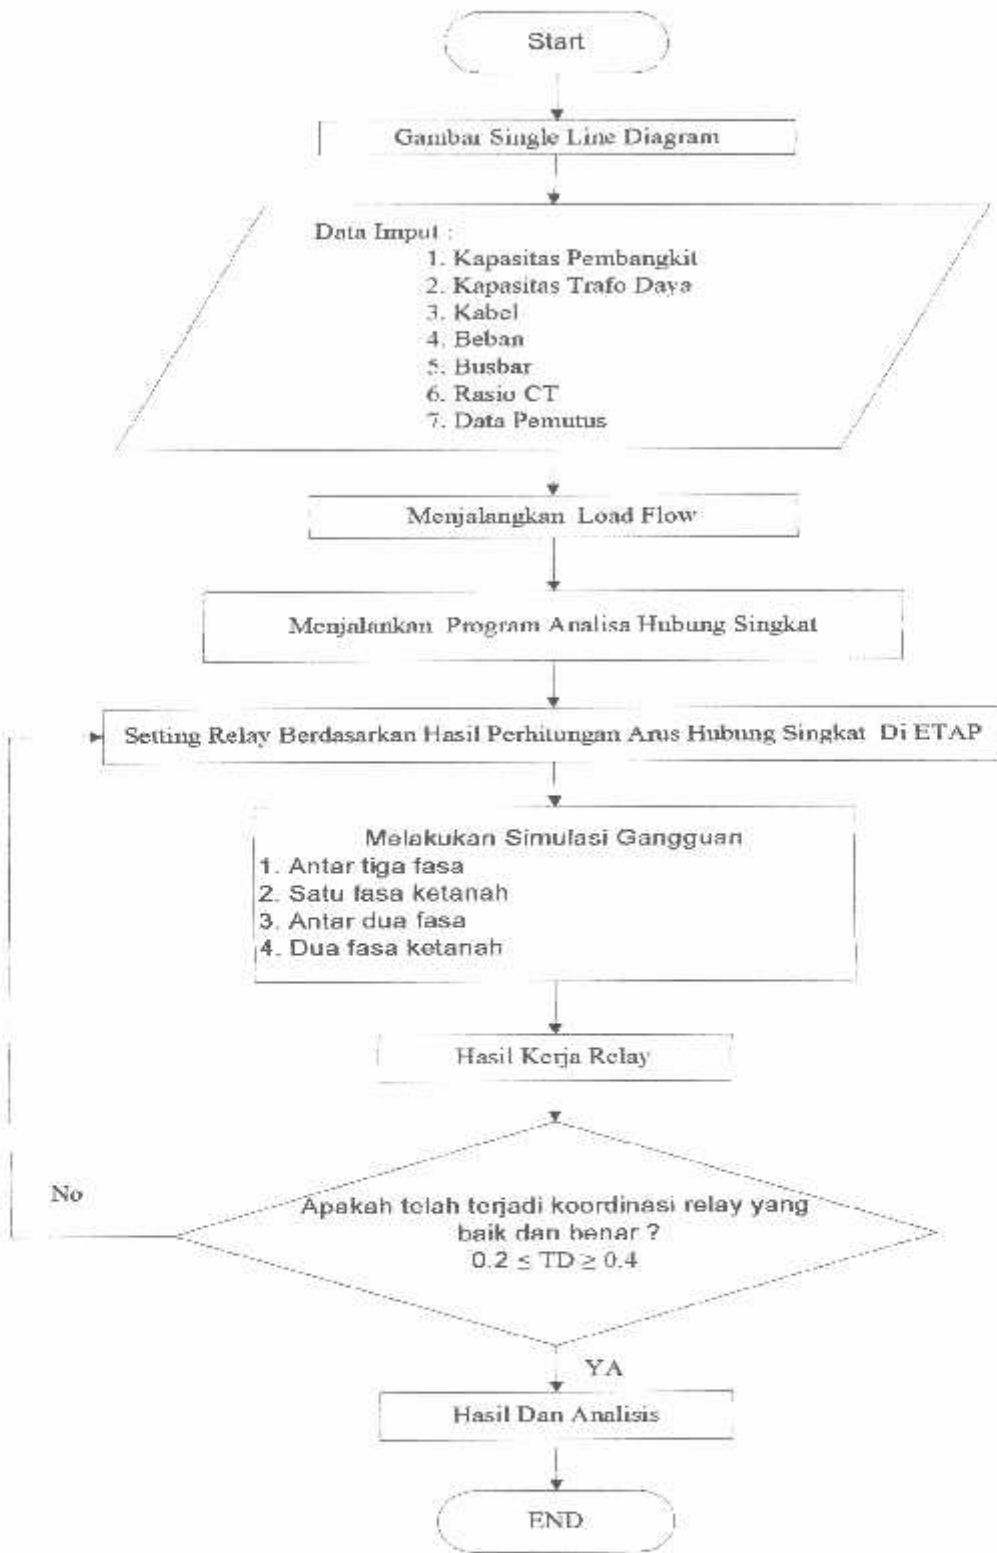 Start
Gambar Single Line Diagram
Data Imput :
1. Kapasitas Pembangkit
2. Kapasitas Trafo Daya
3. Kabel
4. Beban
5. Busbar
6. Rasio CT
7. Data Pemutus
Menjalangkan Load Flow
Menjalankan Program Analisa Hubung Singkat
Setting Relay Berdasarkan Hasil Perhitungan Arus Hubung Singkat Di ETAP
Melakukan Simulasi Gangguan
1. Antar tiga fasa
2. Satu fasa ketanah
3. Antar dua fasa
4. Dua fasa ketanah
Hasil Kerja Relay
No
Apakah telah terjadi koordinasi relay yang
baik dan benar ?
0.2 ≤ TD ≥ 0.4
YA
Hasil Dan Analisis
END